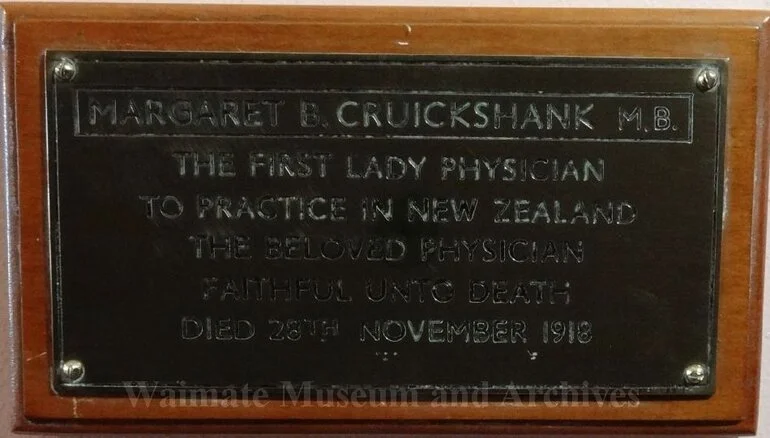 MARGARET B. CRUICKSHANK M.B.
THE FIRST LADY PHYSICIAN
TO PRACTICE IN NEW ZEALAND
THE BELOVED PHYSICIAN
FAITHFUL UNTO DEATH
DIED 28TH NOVEMBER 1918
Waimate Museum and Archives